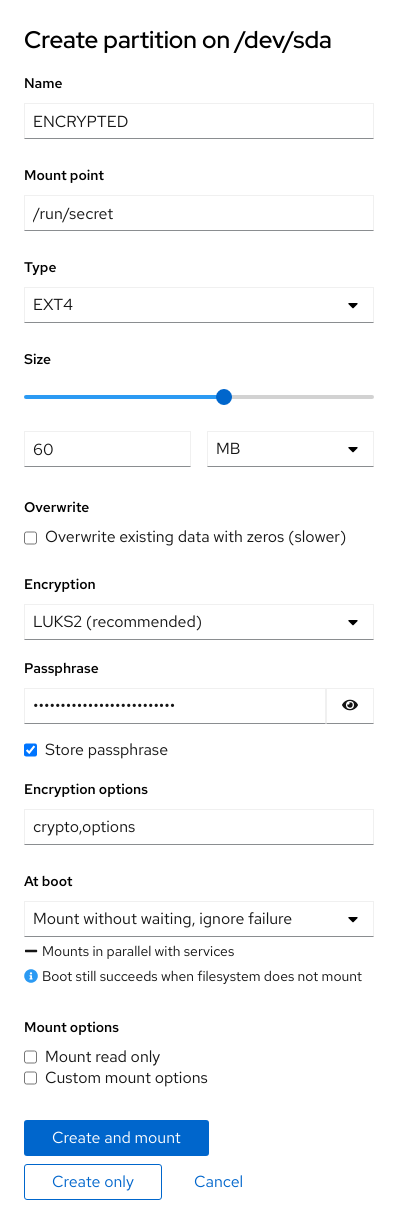 Create partition on /dev/sda
Name
ENCRYPTED
Mount point
/run/secret
Type
EXT4
Size
60
MB
Overwrite
Overwrite existing data with zeros (slower)
Encryption
LUKS2 (recommended)
Passphrase
Store passphrase
Encryption options
crypto,options
At boot
Mount without waiting, ignore failure
Mounts in parallel with services
Boot still succeeds when filesystem does not mount
Mount options
Mount read only
Custom mount options
Create and mount
Create only
Cancel